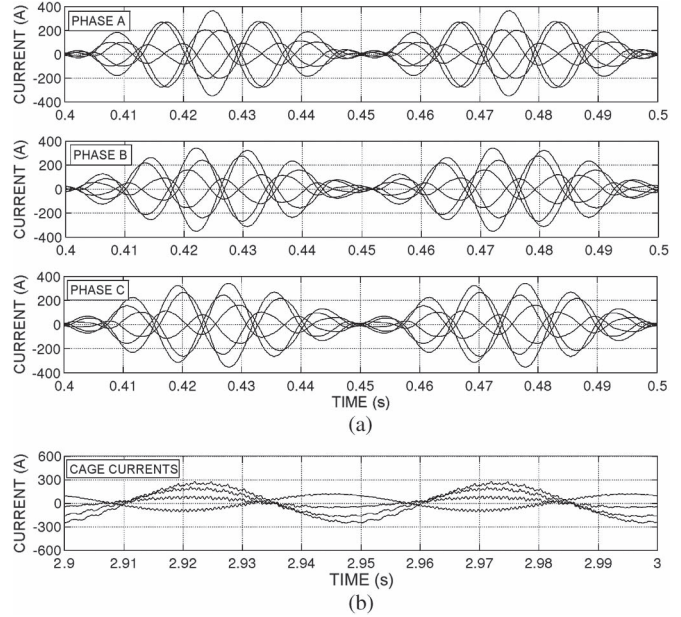 PHASE A
CURRENT (A)
400
200
0
-200
-400
0.4 0.41 0.42 0.43 0.44 0.45 0.46 0.47 0.48 0.49 0.5
PHASE B
CURRENT (A)
400
200
0
-200
-400
0.4 0.41 0.42 0.43 0.44 0.45 0.46 0.47 0.48 0.49 0.5
PHASE C
CURRENT (A)
400
200
0
-200
-400
0.4 0.41 0.42 0.43 0.44 0.45 0.46 0.47 0.48 0.49 0.5
TIME (s)
(a)
CAGE CURRENTS
CURRENT (A)
600
300
0
-300
-600
2.9 2.91 2.92 2.93 2.94 2.95 2.96 2.97 2.98 2.99 3
TIME (s)
(b)